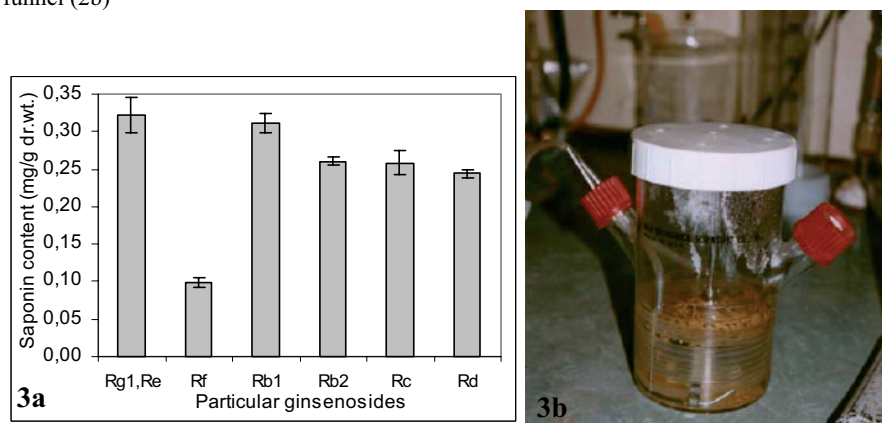 funnel (2b)
Saponin content (mg/g dr.wt.)
0,35
0,30
0,25
0,20
0,15
0,10
0,05
0,00
Rg1,Re Rf Rb1 Rb2 Rc Rd
Particular ginsenosides
3a
3b